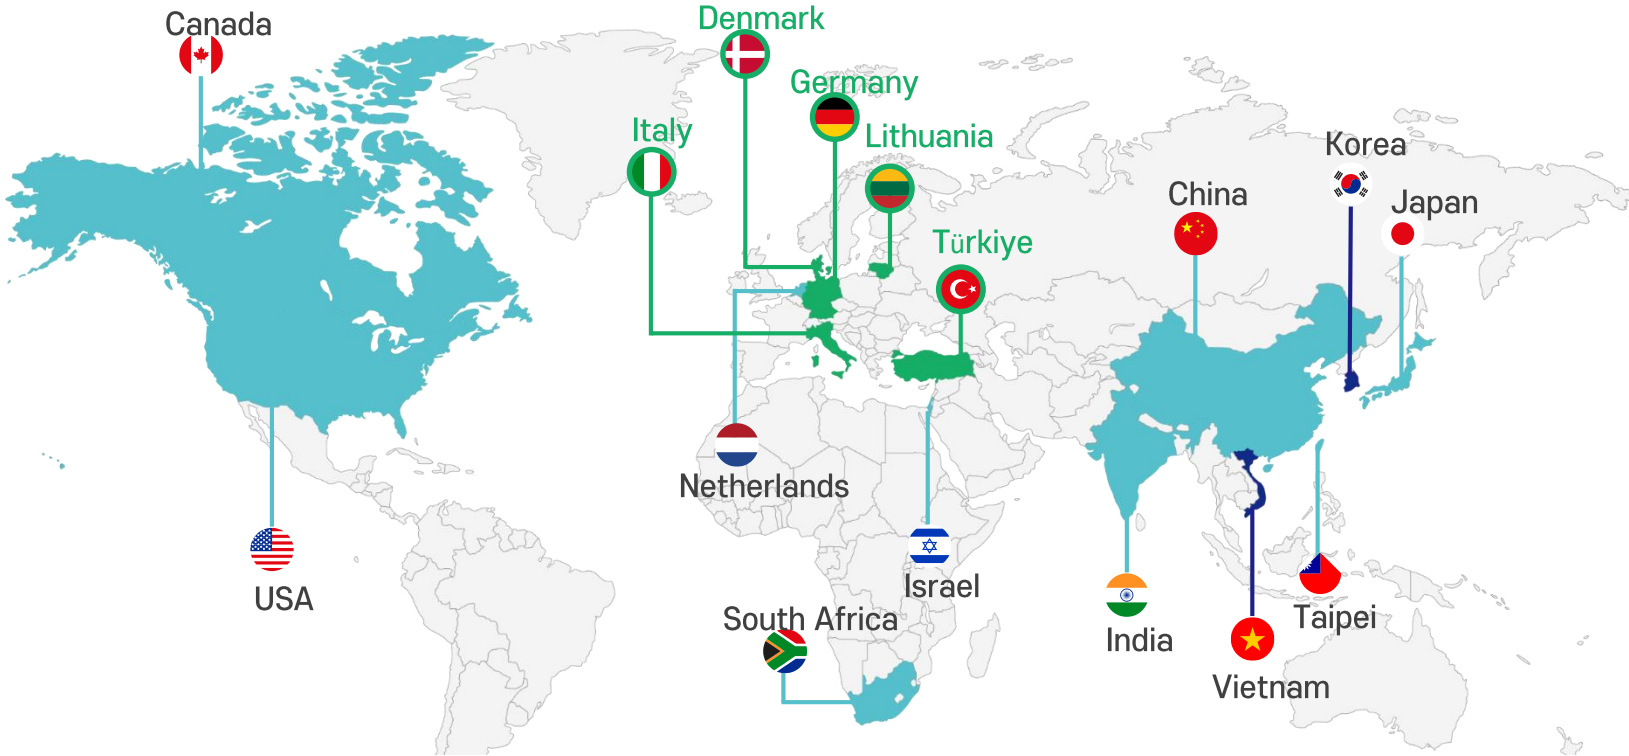 Canada
Denmark
Germany
Italy
Lithuania
Korea
China
Japan
Türkiye
Netherlands
USA
Israel
South Africa
Taipei
India
Vietnam